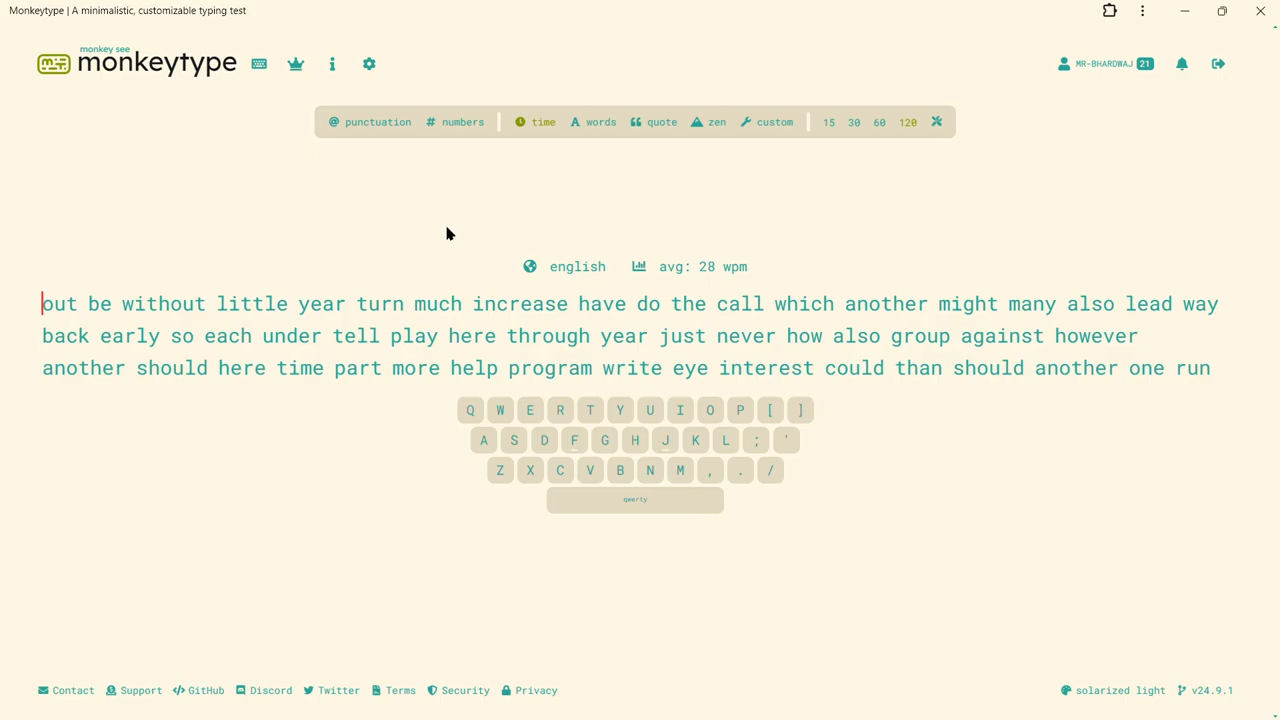 Monkeytype | A minimalistic, customizable typing test
monkey see
monkeytype
MR-BHARDWAJ 21
@ punctuation # numbers time A words quote zen custom 15 30 60 120
english avg: 28 wpm
out be without little year turn much increase have do the call which another might many also lead way
back early so each under tell play here through year just never how also group against however
another should here time part more help program write eye interest could than should another one run
Q W E R T Y U I O P [ ]
A S D F G H J K L ; '
Z X C V B N M , . /
qwerty
Contact Support GitHub Discord Twitter Terms Security Privacy
solarized light v24.9.1